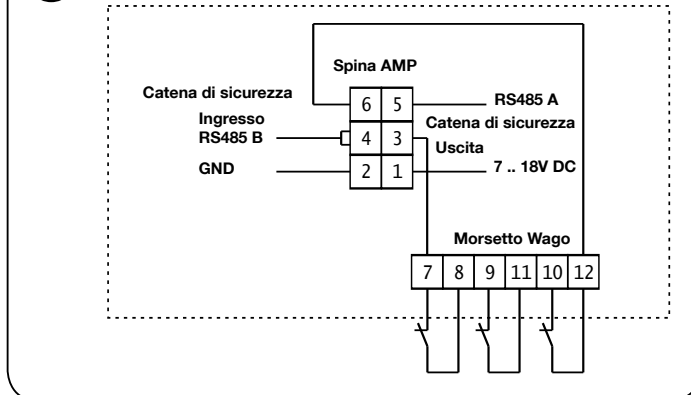 Spina AMP
Catena di sicurezza
6 5
RS485 A
Ingresso
Catena di sicurezza
RS485 B
4 3
Uscita
GND
2 1
7 .. 18V DC
Morsetto Wago
7 8 9 11 10 12